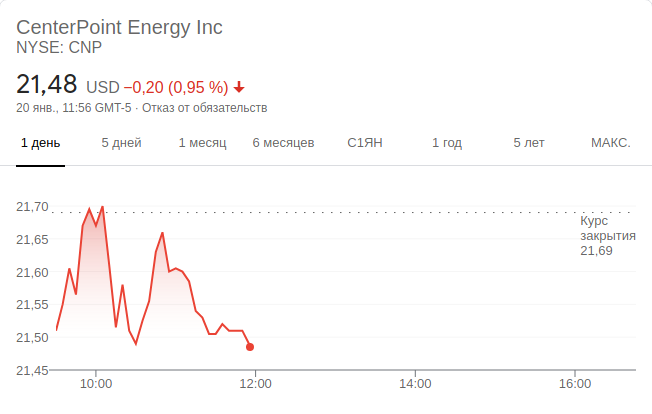 CenterPoint Energy Inc
NYSE: CNP
21,48 USD −0,20 (0,95 %)
20 янв., 11:56 GMT-5 · Отказ от обязательств
1 день 5 дней 1 месяц 6 месяцев С1ЯН 1 год 5 лет МАКС.
21,70
Курс
закрытия
21,69
21,65
21,60
21,55
21,50
21,45
10:00 12:00 14:00 16:00